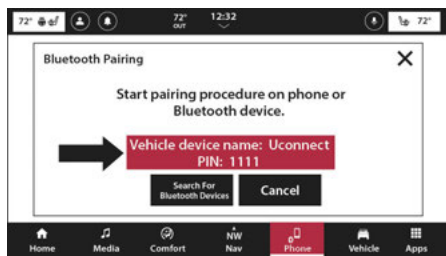 72°
72°
OUT
12:32
72°
Bluetooth Pairing
Start pairing procedure on phone or
Bluetooth device.
Vehicle device name: Uconnect
PIN: 1111
Search For
Bluetooth Devices
Cancel
NW
0
Home Media Comfort Nav Phone Vehicle Apps